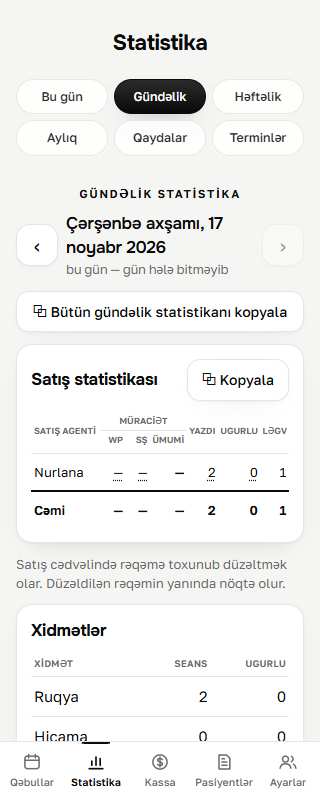 Statistika
Bu gün
Gündəlik
Həftəlik
Aylıq
Qaydalar
Terminlər
GÜNDƏLİK STATİSTİKA
‹
Çərşənbə axşamı, 17
noyabr 2026
bu gün — gün hələ bitməyib
›
Bütün gündəlik statistikanı kopyala
Satış statistikası
Kopyala
SATIŞ AGENTİ MÜRACİƏT YAZDI UĞURLU LƏĞV
WP SŞ ÜMUMİ
Nurlana — — — 2 0 1
Cəmi — — — 2 0 1
Satış cədvəlində rəqəmə toxunub düzəltmək
olar. Düzəldilən rəqəmin yanında nöqtə olur.
Xidmətlər
XİDMƏT SEANS UĞURLU
Ruqya 2 0
Hicama 0 0
Qəbullar
Statistika
Kassa
Pasiyentlər
Ayarlar